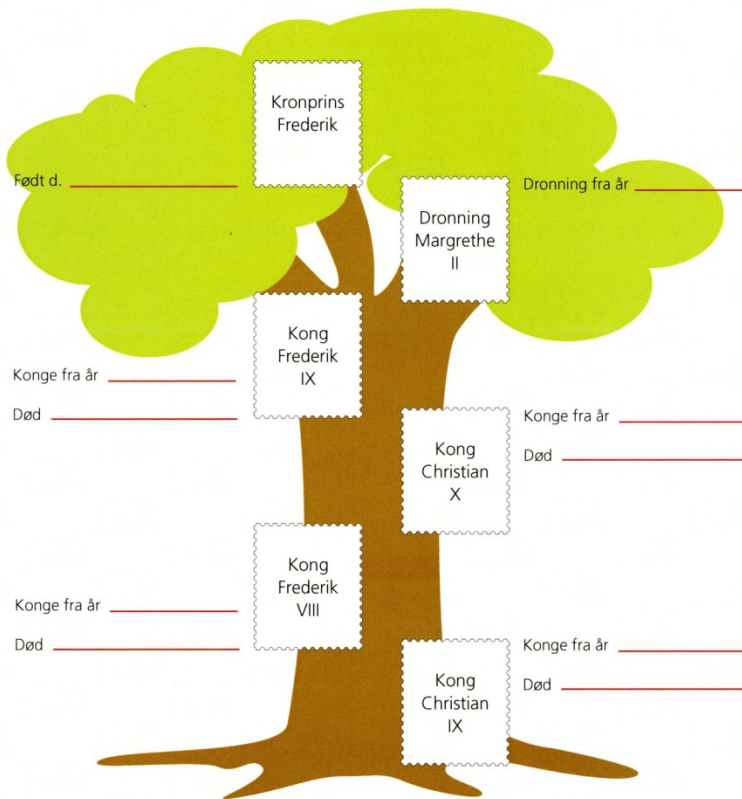 Kronprins
Frederik
Født d.
Dronning fra år
Dronning
Margrethe
II
Kong
Frederik
IX
Konge fra år
Død
Konge fra år
Død
Kong
Christian
X
Kong
Frederik
VIII
Konge fra år
Død
Konge fra år
Død
Kong
Christian
IX